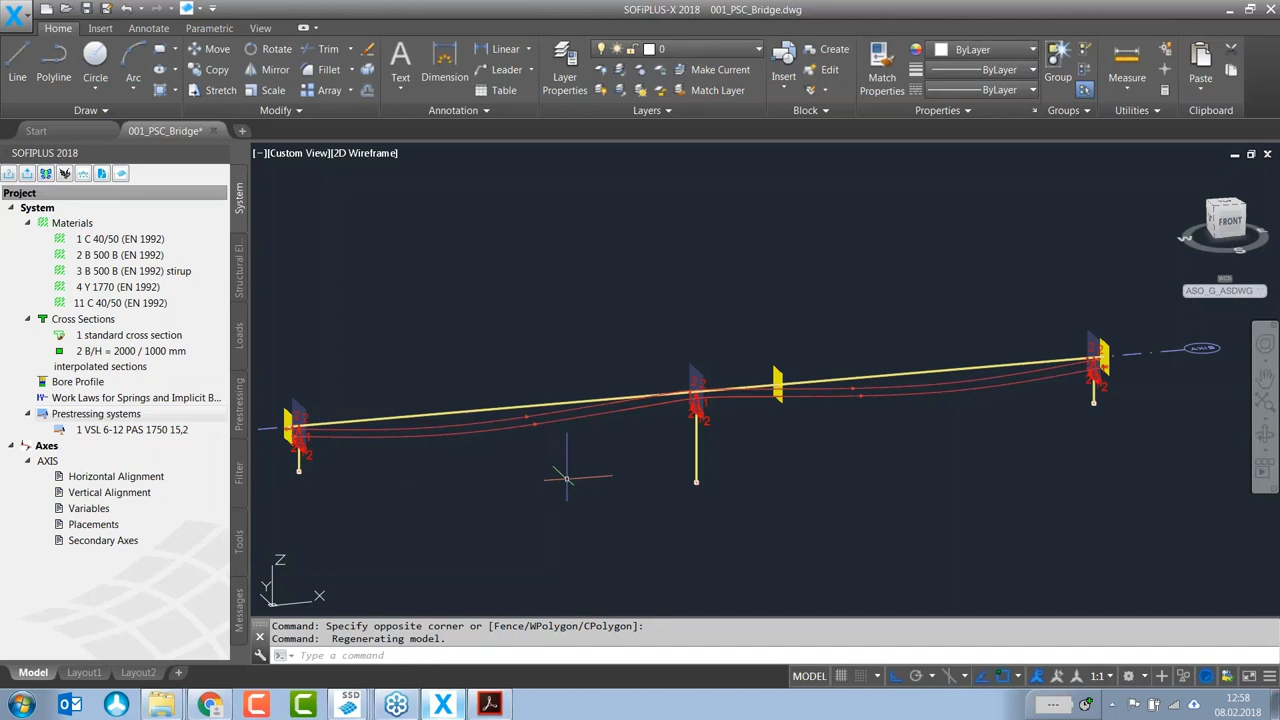 SOFiPLUS-X 2018 001_PSC_Bridge.dwg
Home Insert Annotate Parametric View
Line Polyline Circle Arc
Move Rotate Trim
Copy Mirror Fillet
Stretch Scale Array
Text Dimension
Linear
Leader
Table
Layer Properties
0
Make Current
Match Layer
Insert
Create
Edit
Match Properties
ByLayer
ByLayer
ByLayer
Group
Measure
Paste
Draw Modify Annotation Layers Block Properties Groups Utilities Clipboard
Start 001_PSC_Bridge*
SOFIPLUS 2018
[−][Custom View][2D Wireframe]
Project
System
Materials
1 C 40/50 (EN 1992)
2 B 500 B (EN 1992)
3 B 500 B (EN 1992) stirup
4 Y 1770 (EN 1992)
11 C 40/50 (EN 1992)
Cross Sections
1 standard cross section
2 B/H = 2000 / 1000 mm
interpolated sections
Bore Profile
Work Laws for Springs and Implicit B...
Prestressing systems
1 VSL 6-12 PAS 1750 15,2
Axes
AXIS
Horizontal Alignment
Vertical Alignment
Variables
Placements
Secondary Axes
System
Structural El...
Loads
Prestressing
Filter
Tools
Messages
FRONT
W
WCS
ASO_G_ASDWG
AXIS
Z
Y
X
Command: Specify opposite corner or [Fence/WPolygon/CPolygon]:
Command: Regenerating model.
Type a command
Model Layout1 Layout2
MODEL 1:1
SSD
12:58
08.02.2018